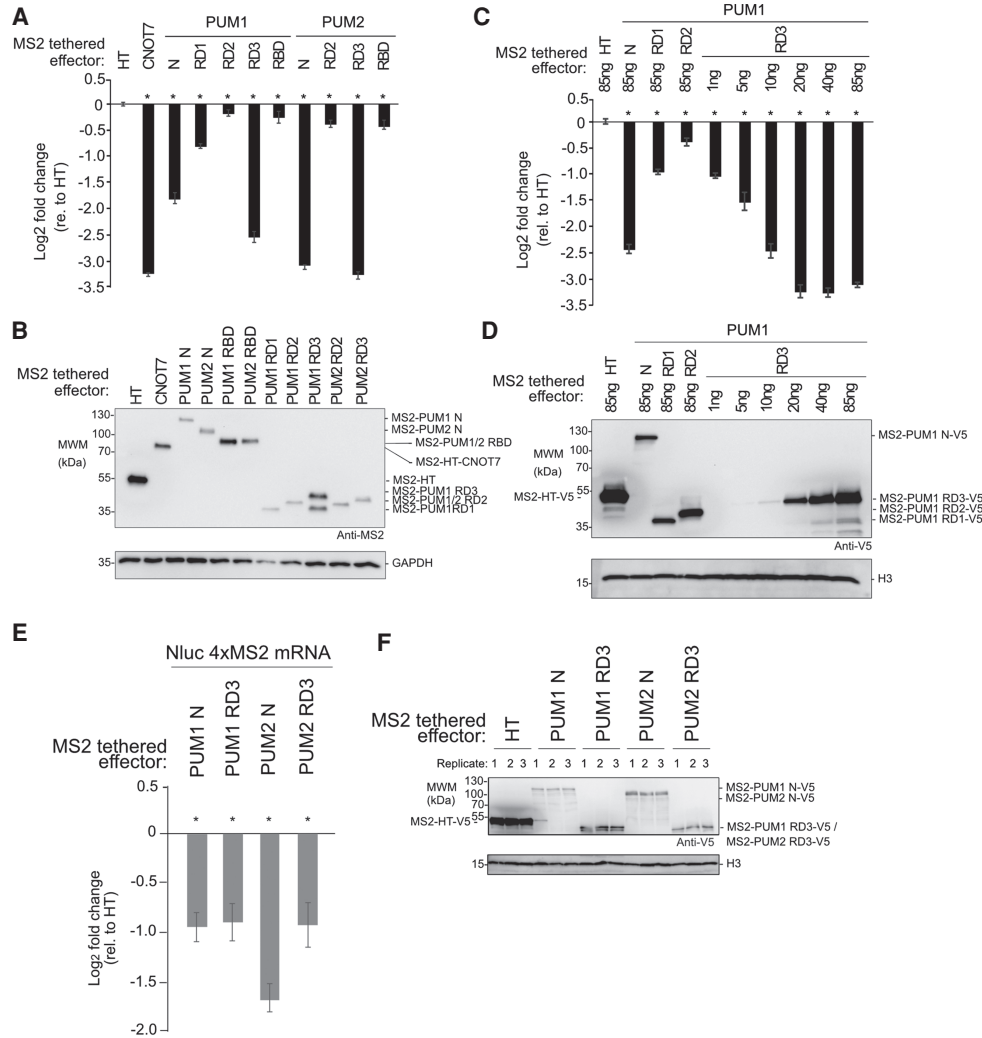 A
PUM1 PUM2
MS2 tethered
effector:
HT CNOT7 N RD1 RD2 RD3 RBD N RD2 RD3 RBD
0.5
* * * * * * * * * *
0
-0.5
-1.0
-1.5
-2.0
-2.5
-3.0
-3.5
Log2 fold change
(re. to HT)
C
PUM1
RD3
MS2 tethered
effector:
HT N RD1 RD2
85ng 85ng 85ng 85ng 1ng 5ng 10ng 20ng 40ng 85ng
0.5
* * * * * * * * *
0
-0.5
-1.0
-1.5
-2.0
-2.5
-3.0
-3.5
Log2 fold change
(rel. to HT)
B
MS2 tethered
effector:
HT CNOT7 PUM1 N PUM2 N PUM1 RBD PUM2 RBD PUM1 RD1 PUM1 RD2 PUM1 RD3 PUM2 RD2 PUM2 RD3
MWM
(kDa)
130-
100-
70-
55-
35-
MS2-PUM1 N
MS2-PUM2 N
MS2-PUM1/2 RBD
MS2-HT-CNOT7
MS2-HT
MS2-PUM1 RD3
MS2-PUM1/2 RD2
MS2-PUM1RD1
Anti-MS2
35-
GAPDH
D
PUM1
RD3
MS2 tethered
effector:
HT N RD1 RD2
85ng 85ng 85ng 85ng 1ng 5ng 10ng 20ng 40ng 85ng
MWM
(kDa)
130-
100-
70-
55-
35-
MS2-HT-V5
MS2-PUM1 N-V5
MS2-PUM1 RD3-V5
MS2-PUM1 RD2-V5
MS2-PUM1 RD1-V5
Anti-V5
15-
H3
E
Nluc 4xMS2 mRNA
MS2 tethered
effector:
PUM1 N PUM1 RD3 PUM2 N PUM2 RD3
0.5
* * * *
0
-0.5
-1.0
-1.5
-2.0
Log2 fold change
(rel. to HT)
F
MS2 tethered
effector:
HT PUM1 N PUM1 RD3 PUM2 N PUM2 RD3
Replicate: 1 2 3 1 2 3 1 2 3 1 2 3 1 2 3
MWM
(kDa)
130-
100-
70-
55-
MS2-HT-V5-
35-
MS2-PUM1 N-V5
MS2-PUM2 N-V5
MS2-PUM1 RD3-V5 /
MS2-PUM2 RD3-V5
Anti-V5
15-
H3